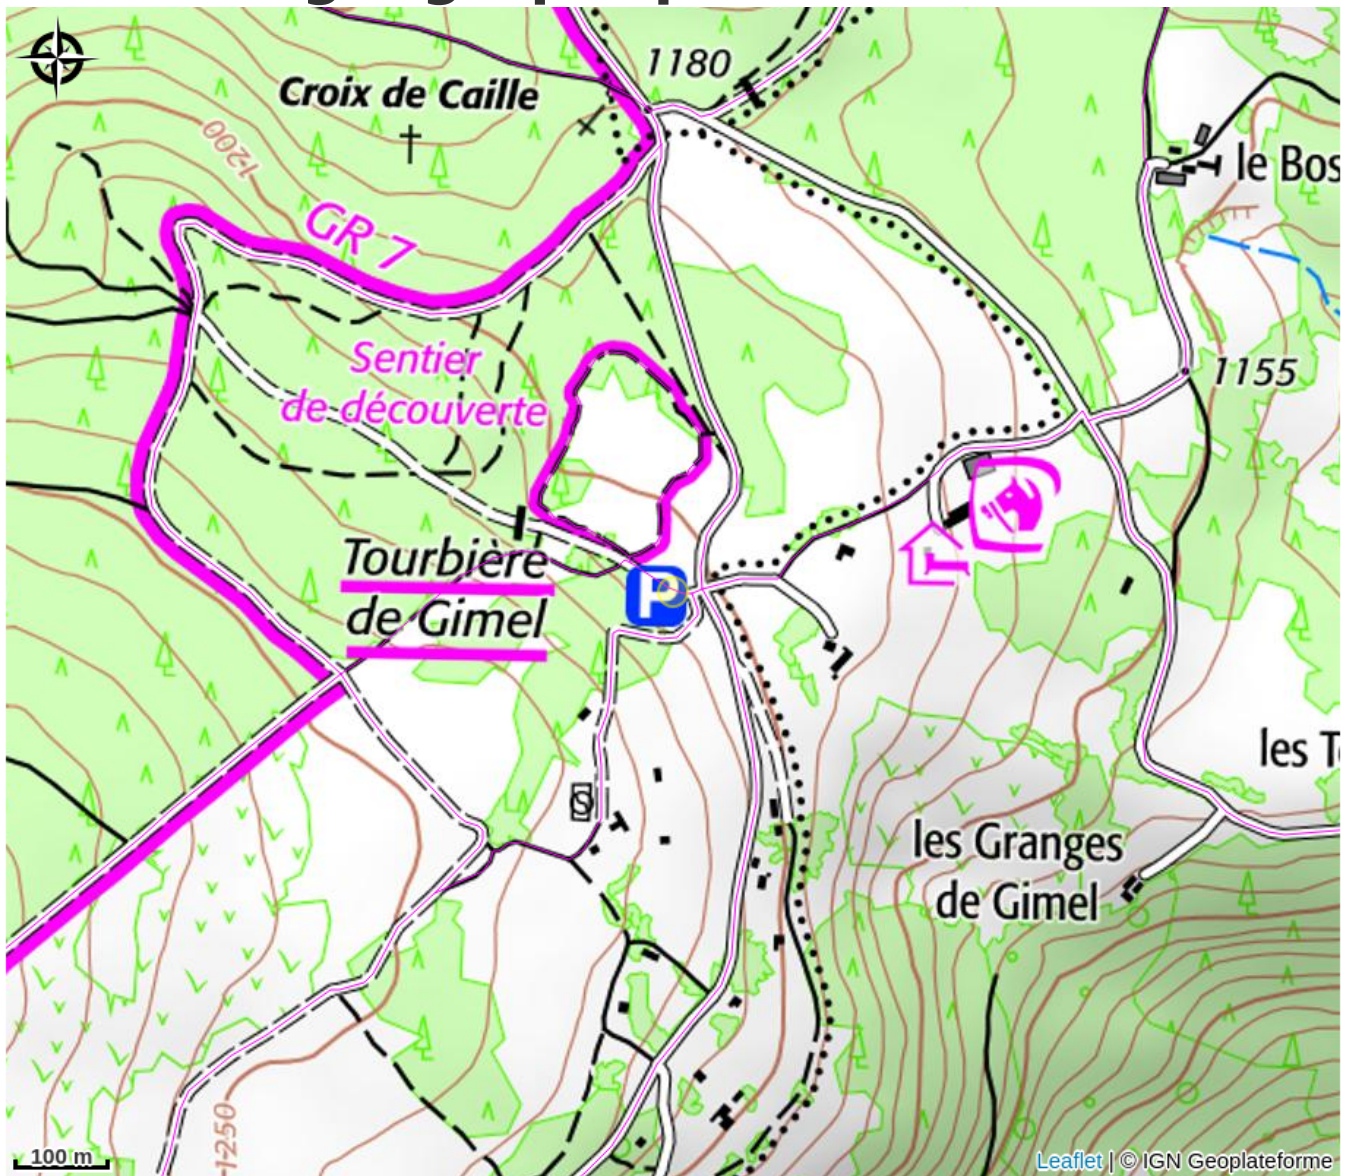 1180
Croix de Caille
1200
le Bos
GR 7
Sentier
de découverte
1155
Tourbière
de Gimel
P
les T
les Granges
de Gimel
1250
100 m
Leaflet | © IGN Geoplateforme